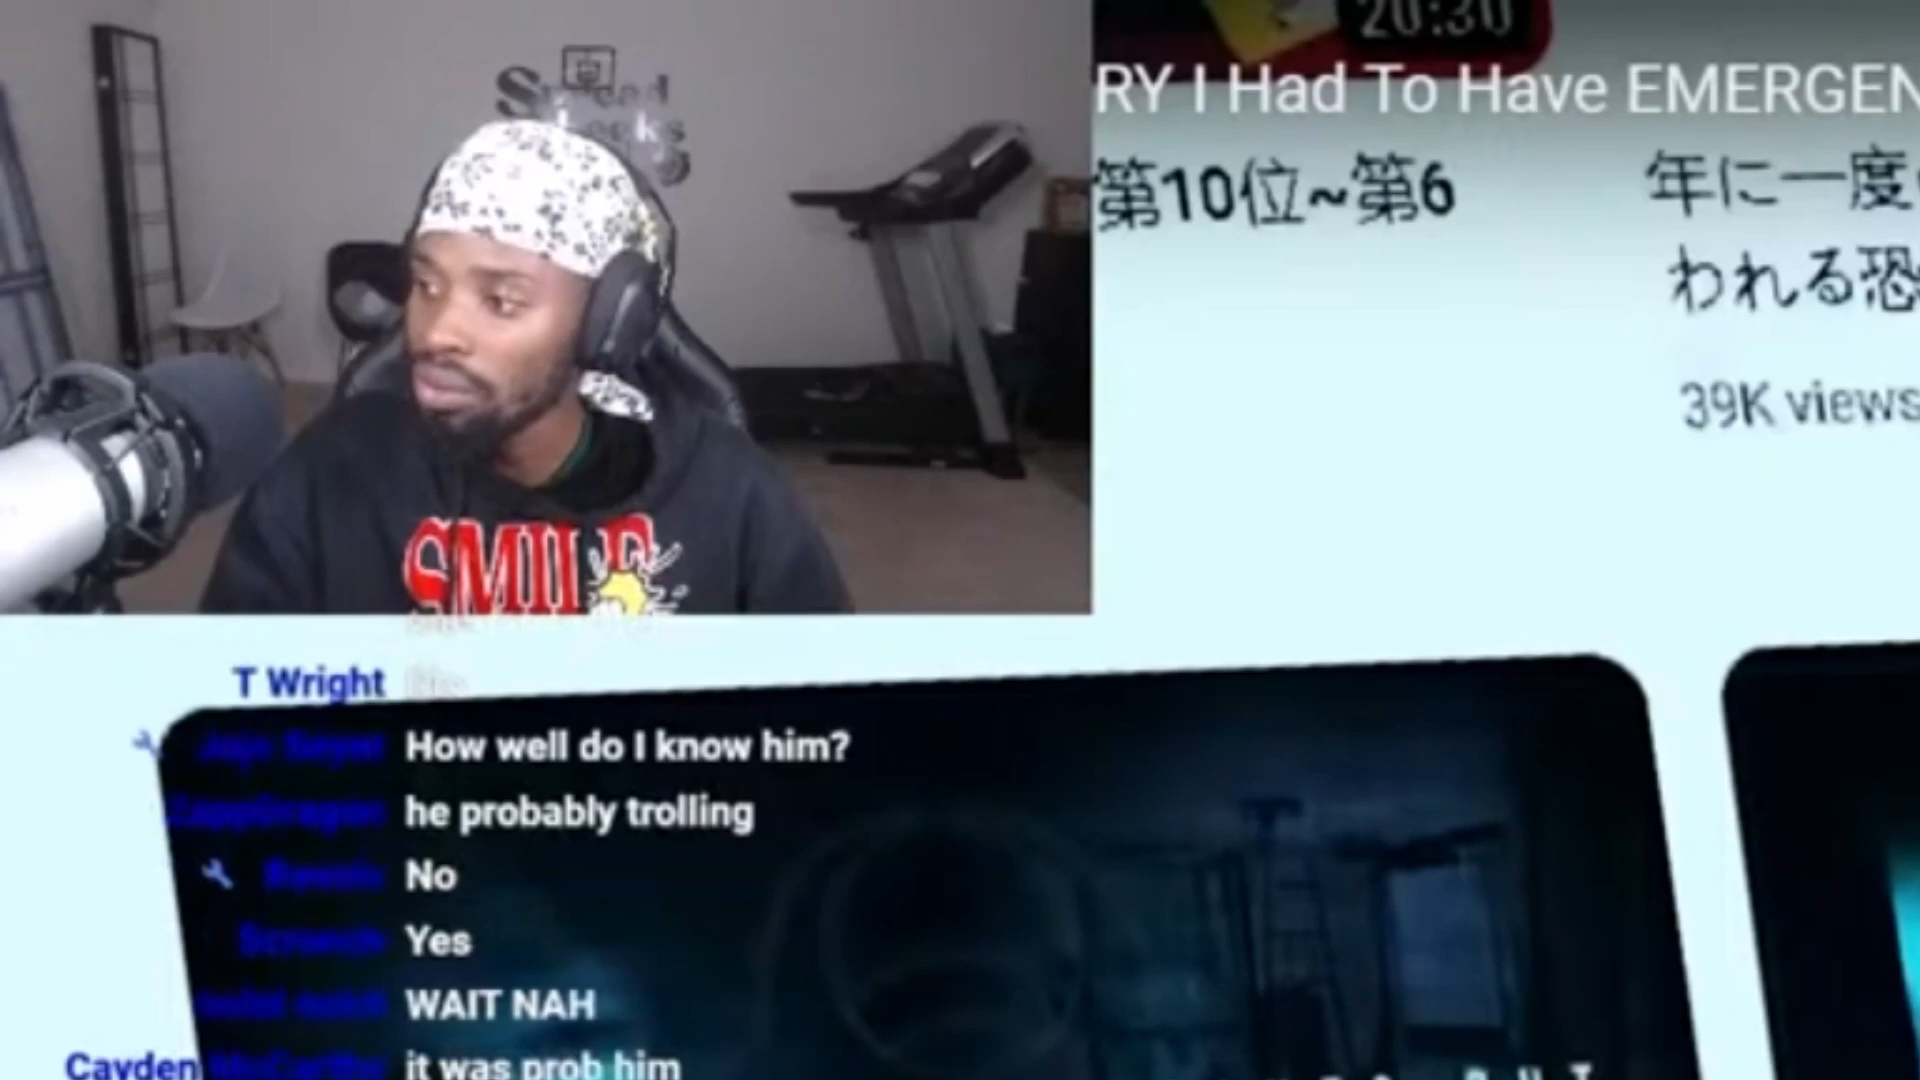 20:30
RY I Had To Have EMERGEN
第10位~第6
年に一度
われる恐
39K views
SMILE
T Wright
How well do I know him?
he probably trolling
No
Yes
WAIT NAH
Cayden McCarthy it was prob him